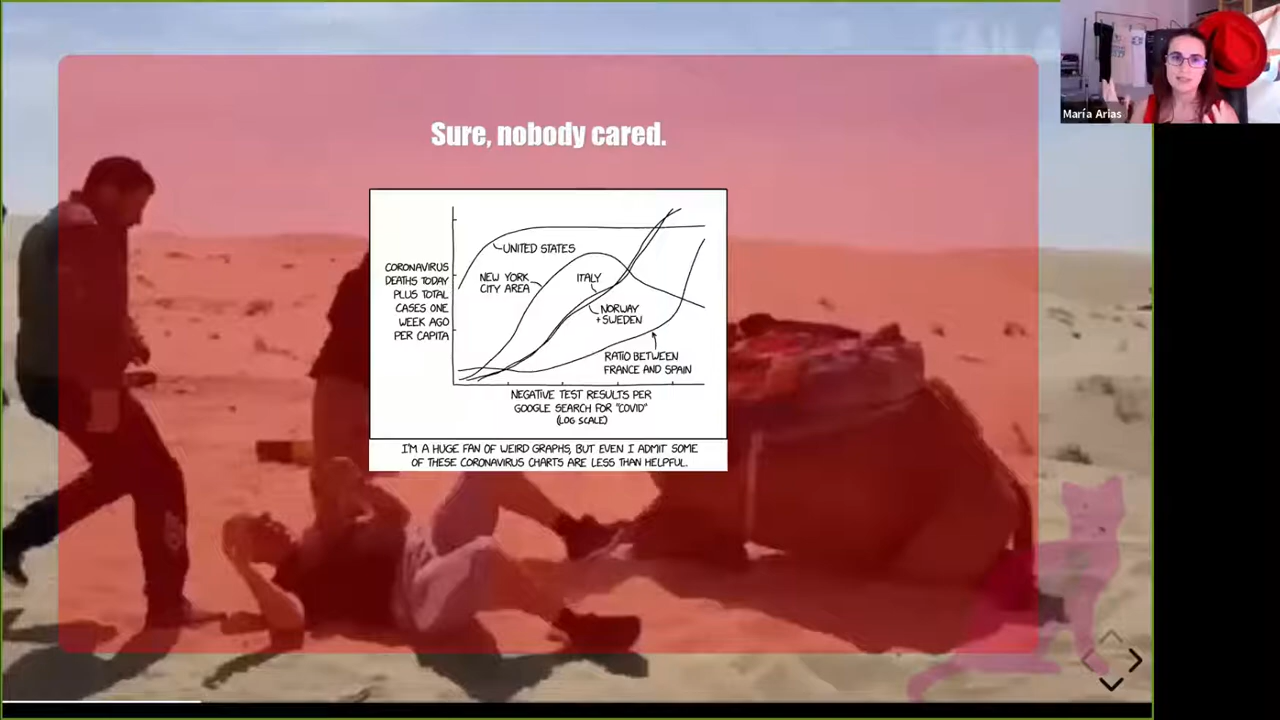 María Arias
Sure, nobody cared.
CORONAVIRUS
DEATHS TODAY
PLUS TOTAL
CASES ONE
WEEK AGO
PER CAPITA
UNITED STATES
NEW YORK
CITY AREA
ITALY
NORWAY
+SWEDEN
RATIO BETWEEN
FRANCE AND SPAIN
NEGATIVE TEST RESULTS PER
GOOGLE SEARCH FOR "COVID"
(LOG SCALE)
I'M A HUGE FAN OF WEIRD GRAPHS, BUT EVEN I ADMIT SOME
OF THESE CORONAVIRUS CHARTS ARE LESS THAN HELPFUL.